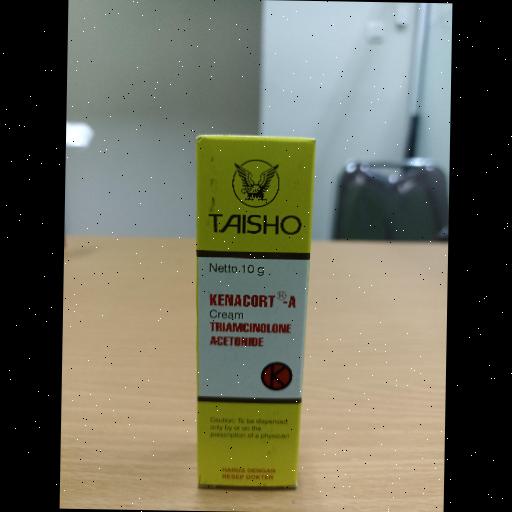 TAISHO
Netto.10 g
KENACORT®-A
Cream
TRIAMCINOLONE
ACETONIDE
K
Caution: To be dispensed
only by or on the
prescription of a physician
HARUS DENGAN
RESEP DOKTER